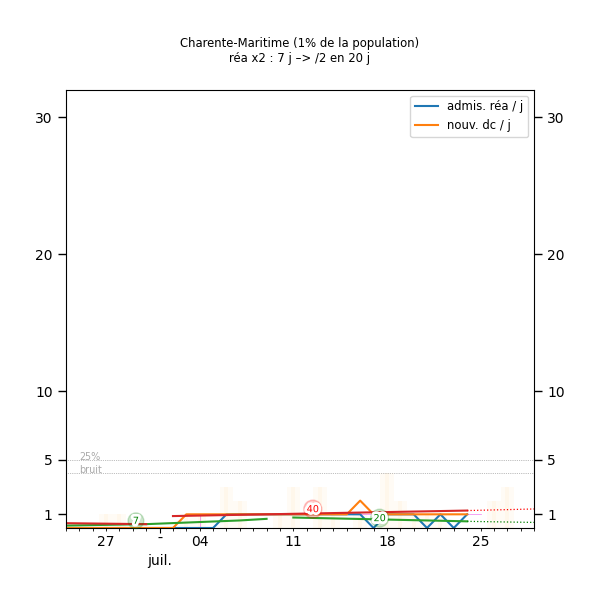 Charente-Maritime (1% de la population)
réa x2 : 7 j –> /2 en 20 j
admis. réa / j
nouv. dc / j
30 30
20 20
10 10
5 5
25%
bruit
1 1
7 40 20
27 - 04 11 18 25
juil.